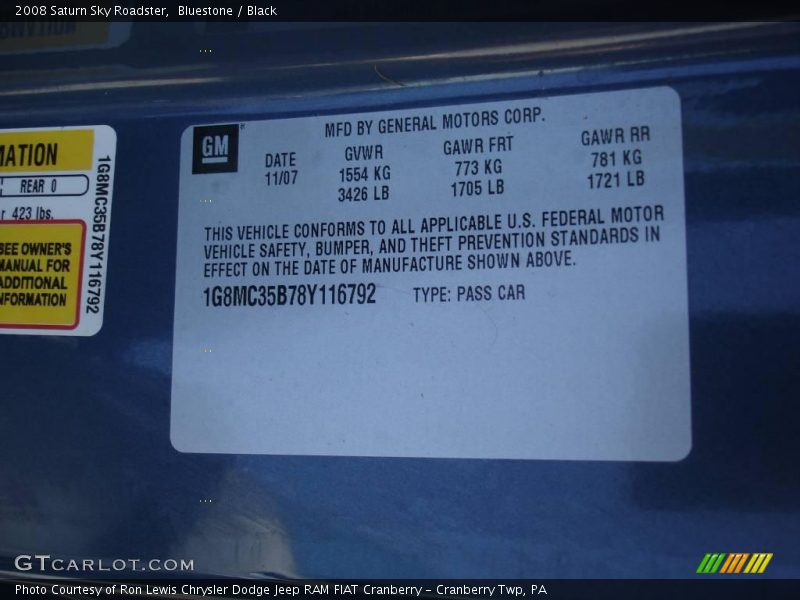 2008 Saturn Sky Roadster, Bluestone / Black
MATION
REAR 0
r 423 lbs.
SEE OWNER'S
MANUAL FOR
ADDITIONAL
INFORMATION
1G8MC35B78Y116792
GM
MFD BY GENERAL MOTORS CORP.
DATE GVWR GAWR FRT GAWR RR
11/07 1554 KG 773 KG 781 KG
3426 LB 1705 LB 1721 LB
THIS VEHICLE CONFORMS TO ALL APPLICABLE U.S. FEDERAL MOTOR
VEHICLE SAFETY, BUMPER, AND THEFT PREVENTION STANDARDS IN
EFFECT ON THE DATE OF MANUFACTURE SHOWN ABOVE.
1G8MC35B78Y116792 TYPE: PASS CAR
GTCARLOT.COM
Photo Courtesy of Ron Lewis Chrysler Dodge Jeep RAM FIAT Cranberry – Cranberry Twp, PA